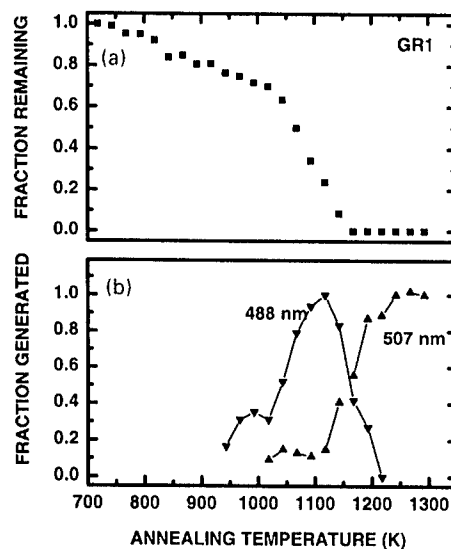 FRACTION REMAINING
1.0
0.8
0.6
0.4
0.2
0.0
(a)
GR1
FRACTION GENERATED
1.0
0.8
0.6
0.4
0.2
0.0
(b)
488 nm
507 nm
700 800 900 1000 1100 1200 1300
ANNEALING TEMPERATURE (K)